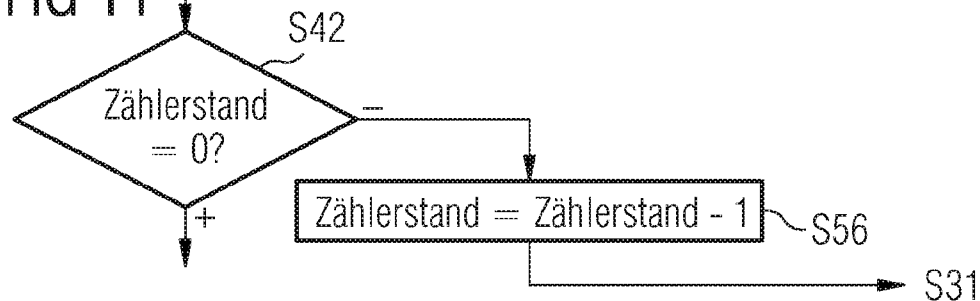 S42
Zählerstand
= 0?
–
+
Zählerstand = Zählerstand - 1
S56
S31